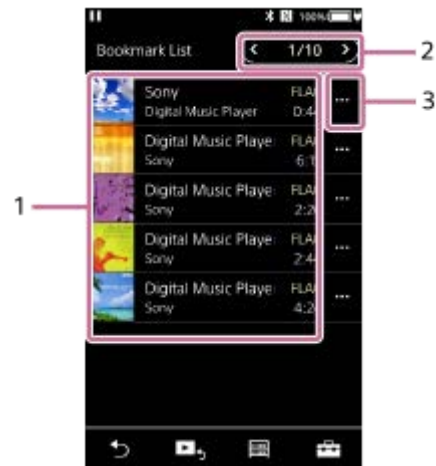 100%
Bookmark List
1/10
2
Sony
FLA
3
Digital Music Player
0:4
Digital Music Playe
FLA
Sony
6:1
1
Digital Music Playe
FLA
Sony
2:2
Digital Music Playe
FLA
Sony
2:4
Digital Music Playe
FLA
Sony
4:2